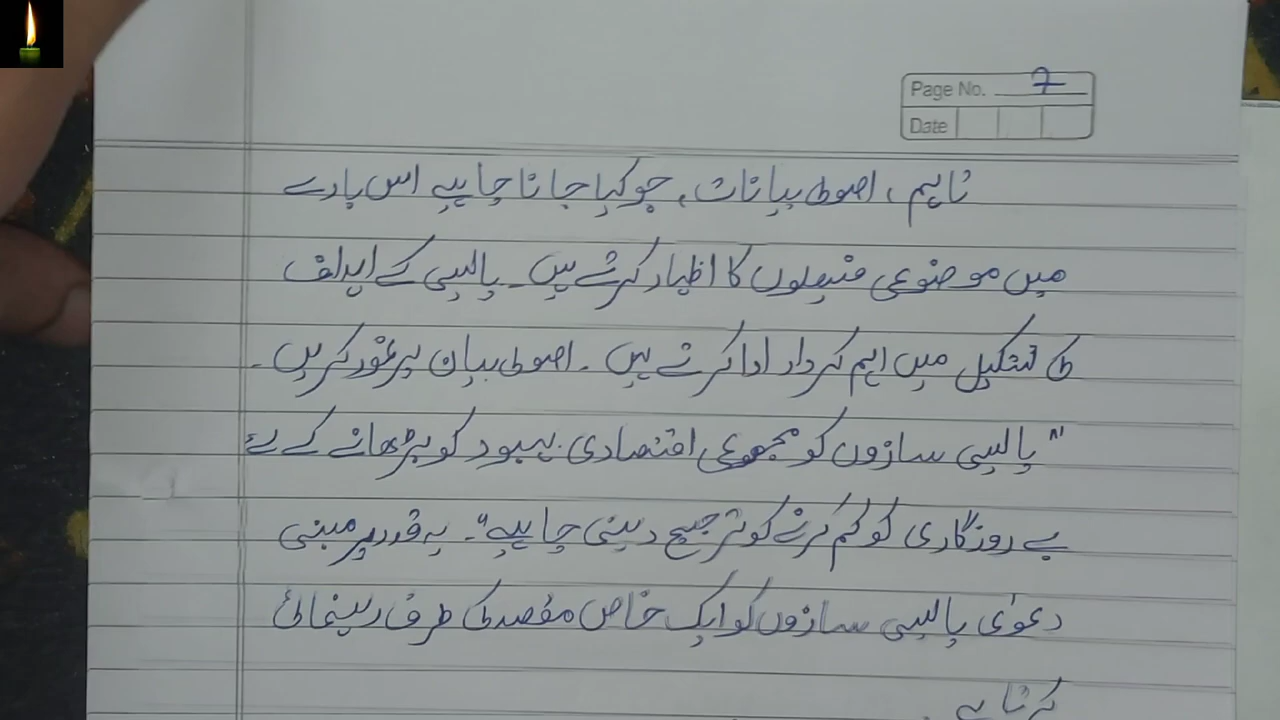 Page No. 7
Date
تاہم، اصولی بیانات، جو کیا جانا چاہیے اس بارے
میں موضوعی فیصلوں کا اظہار کرتے ہیں۔ پالیسی کے اہداف
کی تشکیل میں اہم کردار ادا کرتے ہیں۔ اصولی بیان پر غور کریں۔
"پالیسی سازوں کو مجموعی اقتصادی بہبود کو بڑھانے کے لئے
بے روزگاری کو کم کرنے کو ترجیح دینی چاہیے"۔ یہ قدر پر مبنی
دعوٰی پالیسی سازوں کو ایک خاص مقصد کی طرف رہنمائی
کرتا ہے۔